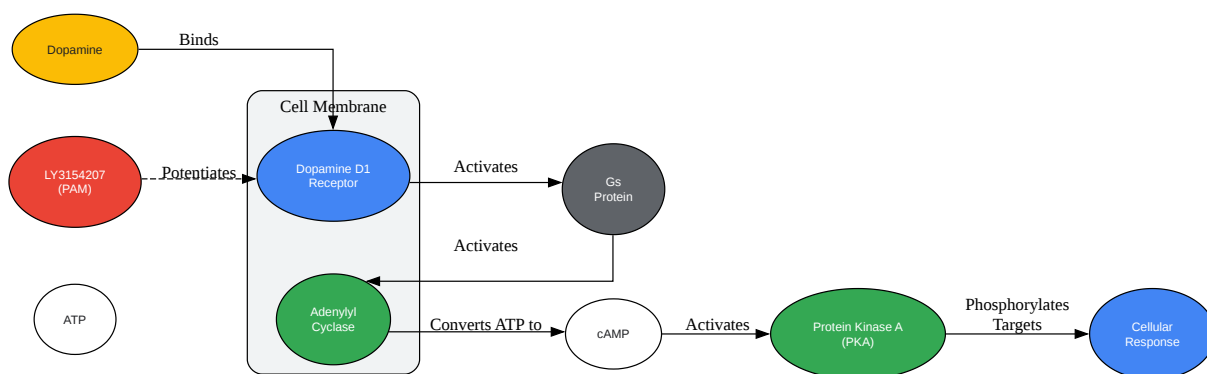 Dopamine
Binds
Cell Membrane
LY3154207
(PAM)
Potentiates
Dopamine D1
Receptor
Activates
Gs
Protein
Activates
ATP
Adenylyl
Cyclase
Converts ATP to
cAMP
Activates
Protein Kinase A
(PKA)
Phosphorylates
Targets
Cellular
Response